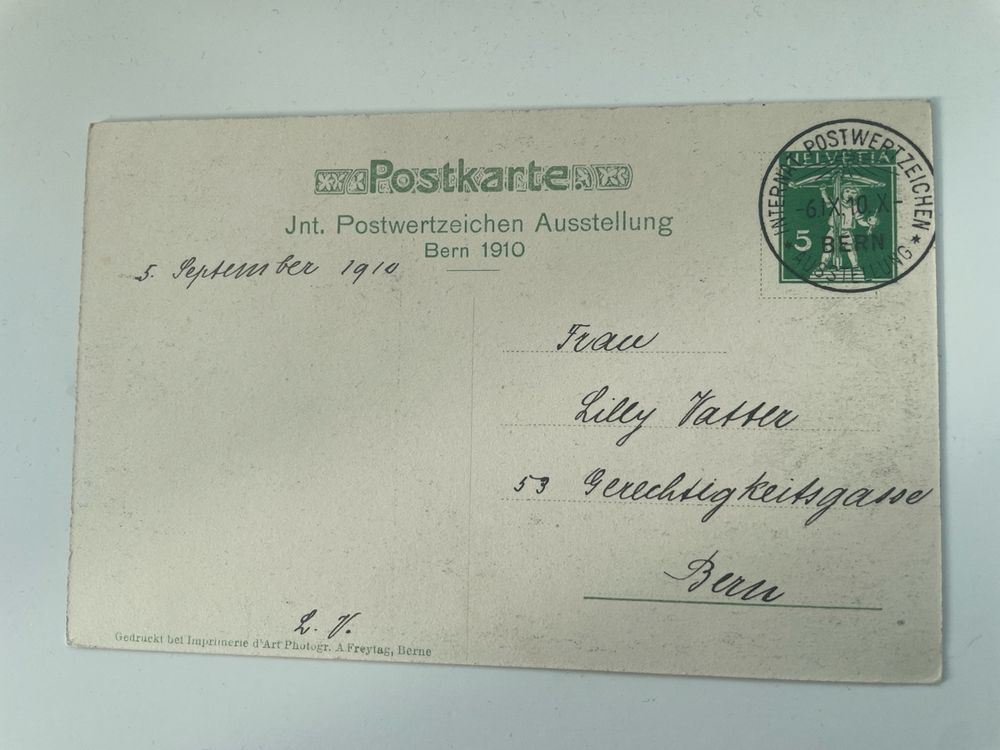 Postkarte
Jnt. Postwertzeichen Ausstellung
Bern 1910
INTERNAT. POSTWERTZEICHEN
-6.IX.10.X-
BERN
AUSSTELLUNG
HELVETIA
5
5. September 1910
Frau
Lilly Vatter
53 Gerechtigkeitsgasse
Bern
L. V.
Gedruckt bei Imprimerie d'Art Photogr. A. Freytag, Berne